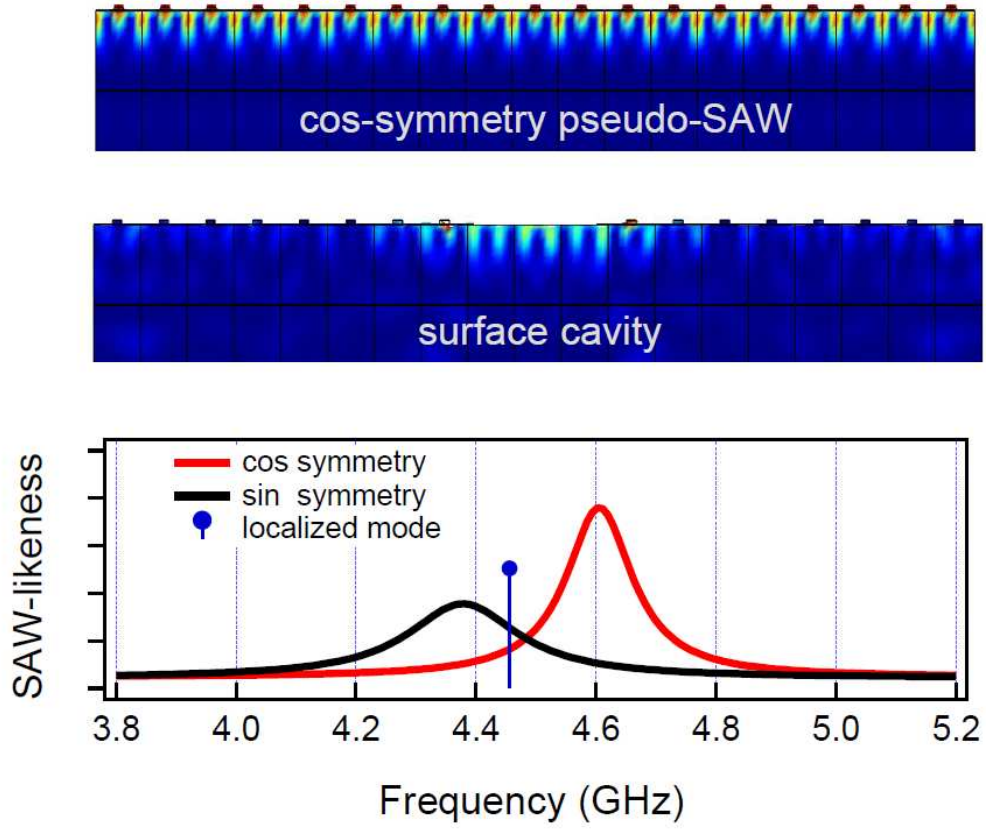 cos-symmetry pseudo-SAW
surface cavity
cos symmetry
sin symmetry
localized mode
SAW-likeness
3.8 4.0 4.2 4.4 4.6 4.8 5.0 5.2
Frequency (GHz)